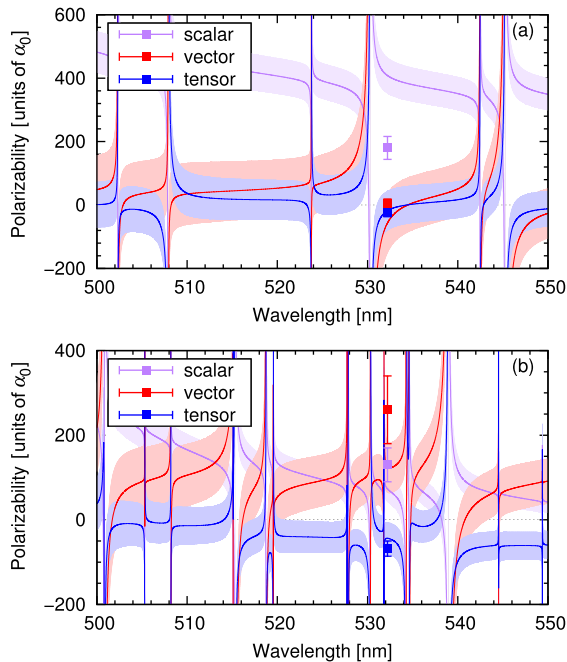 Polarizability [units of α0]
600
400
200
0
−200
scalar
vector
tensor
(a)
500
510
520
530
540
550
Wavelength [nm]
Polarizability [units of α0]
400
200
0
−200
scalar
vector
tensor
(b)
500
510
520
530
540
550
Wavelength [nm]